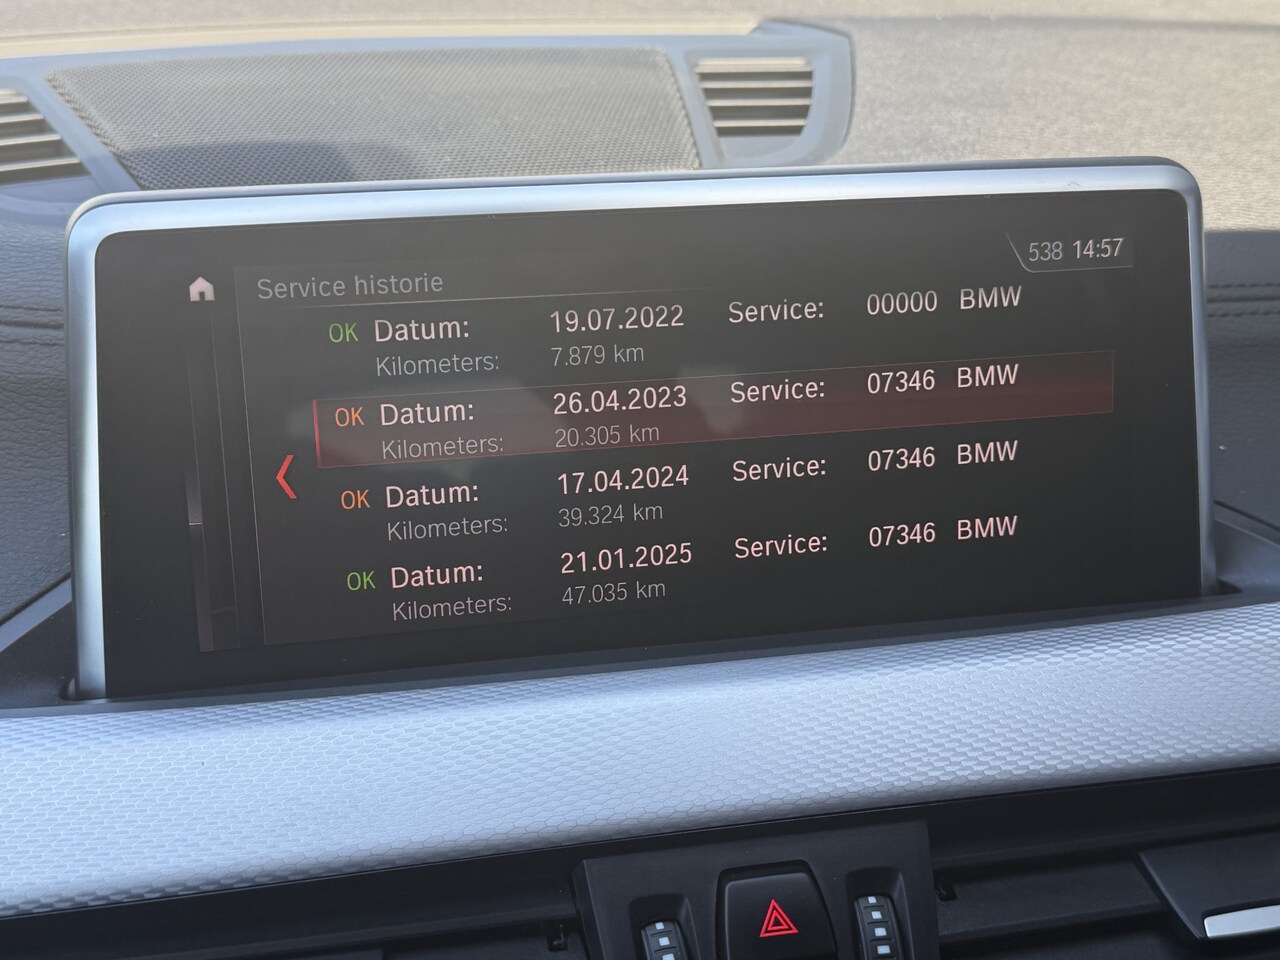 538 14:57
Service historie
OK Datum: 19.07.2022 Service: 00000 BMW
Kilometers: 7.879 km
OK Datum: 26.04.2023 Service: 07346 BMW
Kilometers: 20.305 km
OK Datum: 17.04.2024 Service: 07346 BMW
Kilometers: 39.324 km
OK Datum: 21.01.2025 Service: 07346 BMW
Kilometers: 47.035 km